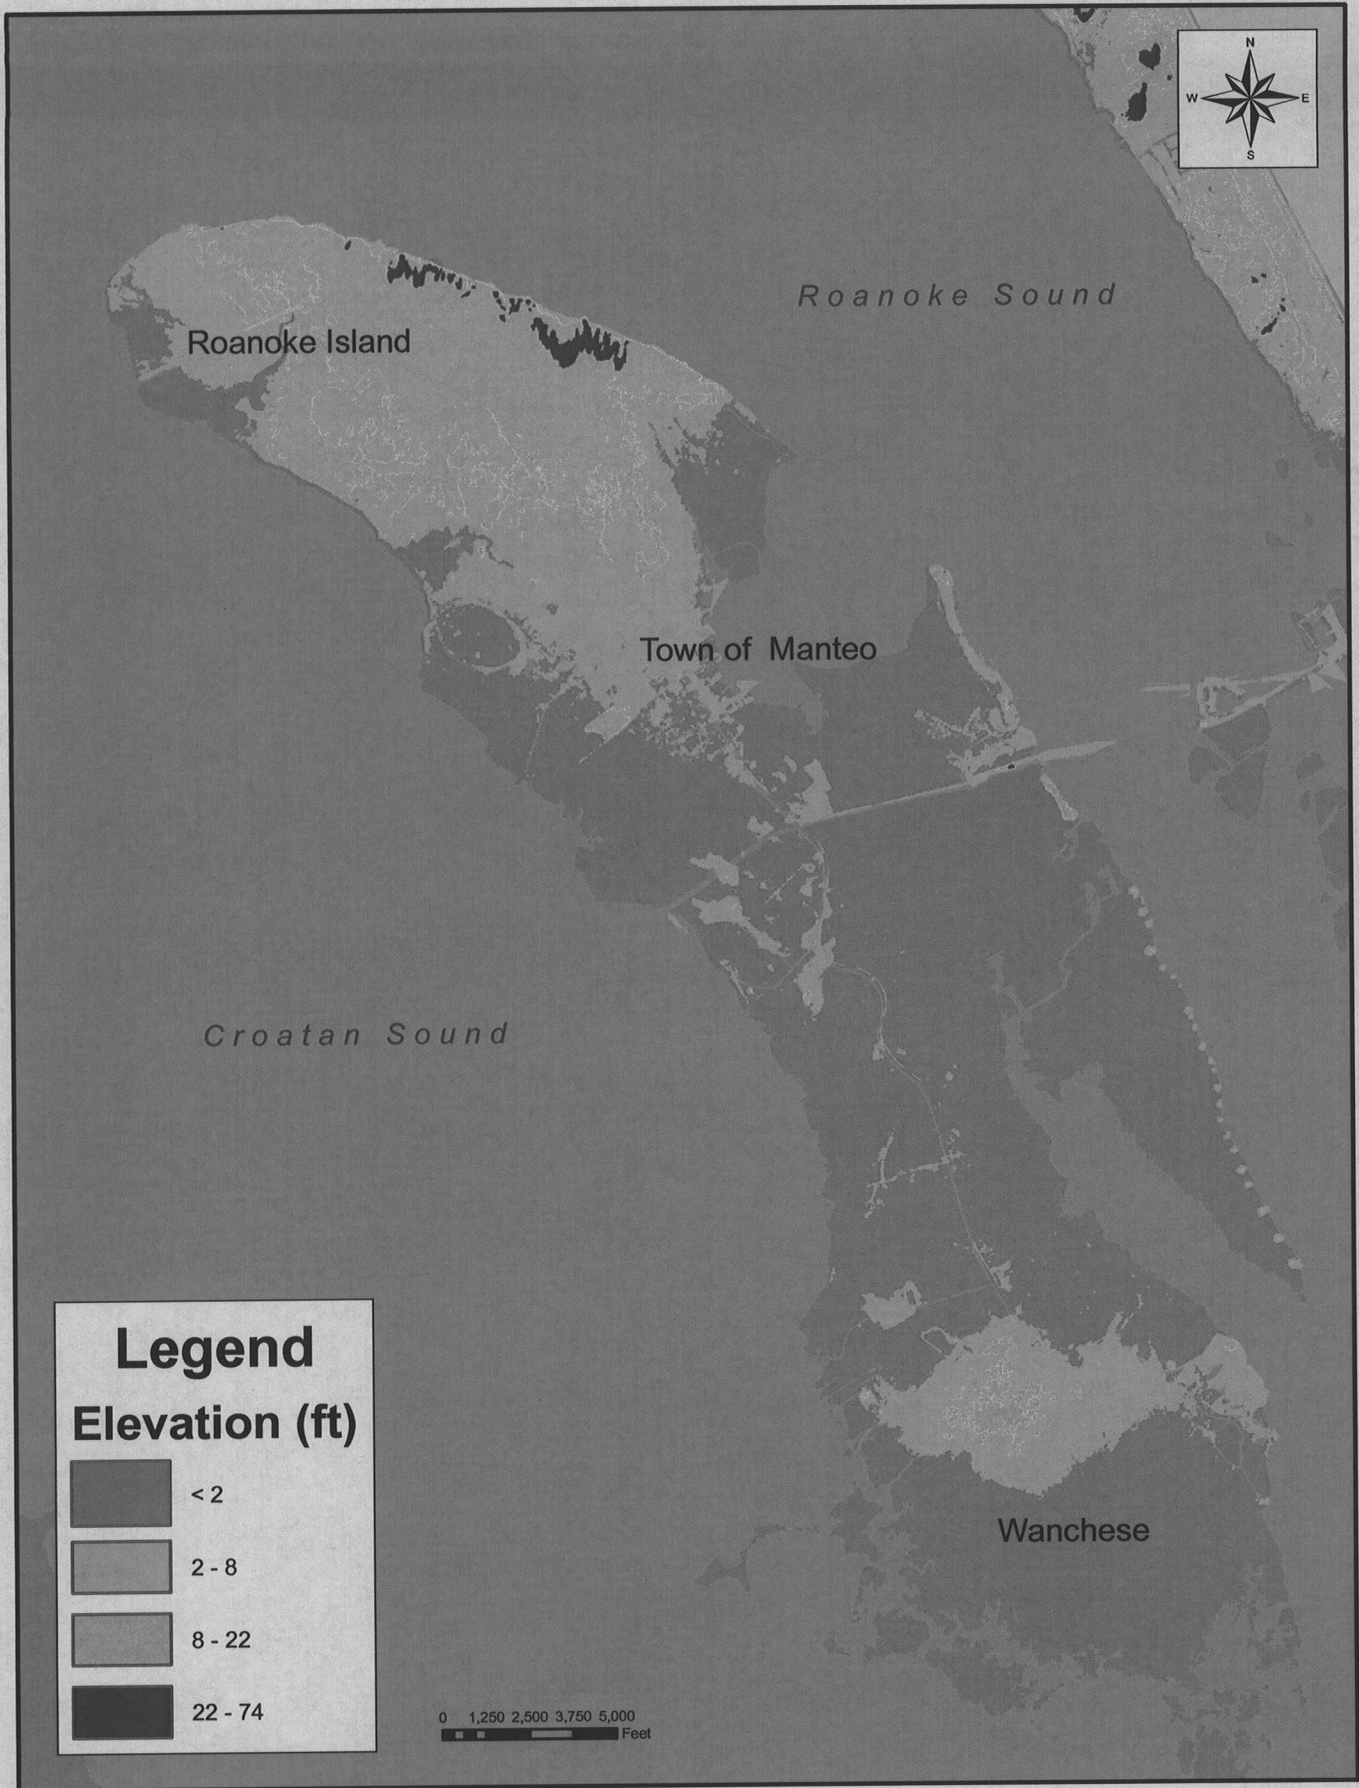 N
W E
S
Roanoke Sound
Roanoke Island
Town of Manteo
Croatan Sound
Legend
Elevation (ft)
< 2
2 - 8
8 - 22
22 - 74
Wanchese
0 1,250 2,500 3,750 5,000
Feet